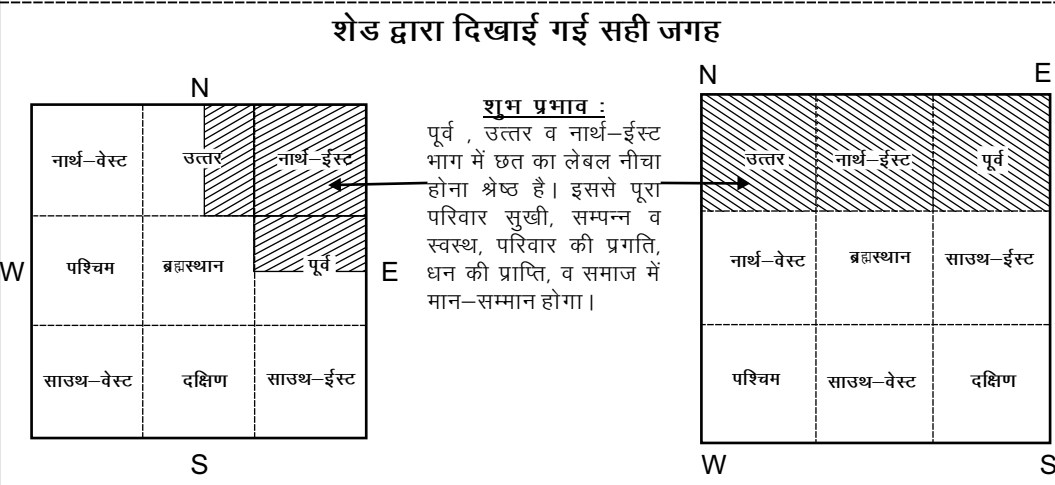 शेड द्वारा दिखाई गई सही जगह
N
नार्थ–वेस्ट
उत्तर
नार्थ–ईस्ट
W
पश्चिम
ब्रह्मस्थान
पूर्व
E
साउथ–वेस्ट
दक्षिण
साउथ–ईस्ट
S
शुभ प्रभाव :
पूर्व , उत्तर व नार्थ–ईस्ट
भाग में छत का लेबल नीचा
होना श्रेष्ठ है। इससे पूरा
परिवार सुखी, सम्पन्न व
स्वस्थ, परिवार की प्रगति,
धन की प्राप्ति, व समाज में
मान–सम्मान होगा।
N
E
उत्तर
नार्थ–ईस्ट
पूर्व
नार्थ–वेस्ट
ब्रह्मस्थान
साउथ–ईस्ट
पश्चिम
साउथ–वेस्ट
दक्षिण
W
S